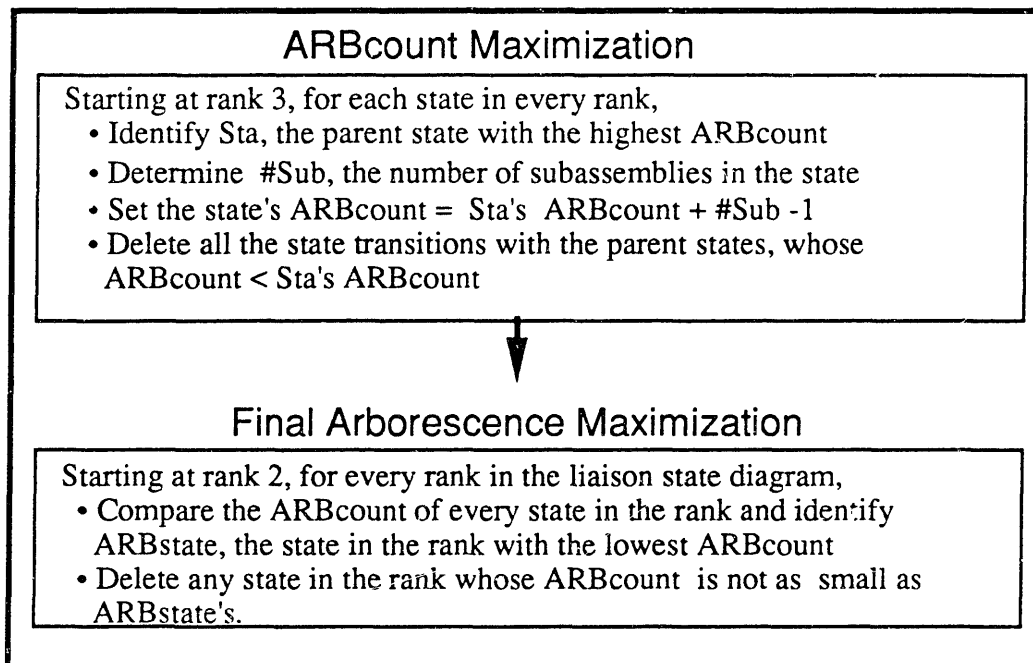 ARBcount Maximization
Starting at rank 3, for each state in every rank,
• Identify Sta, the parent state with the highest ARBcount
• Determine #Sub, the number of subassemblies in the state
• Set the state's ARBcount = Sta's ARBcount + #Sub -1
• Delete all the state transitions with the parent states, whose
ARBcount < Sta's ARBcount
Final Arborescence Maximization
Starting at rank 2, for every rank in the liaison state diagram,
• Compare the ARBcount of every state in the rank and identify
ARBstate, the state in the rank with the lowest ARBcount
• Delete any state in the rank whose ARBcount is not as small as
ARBstate's.